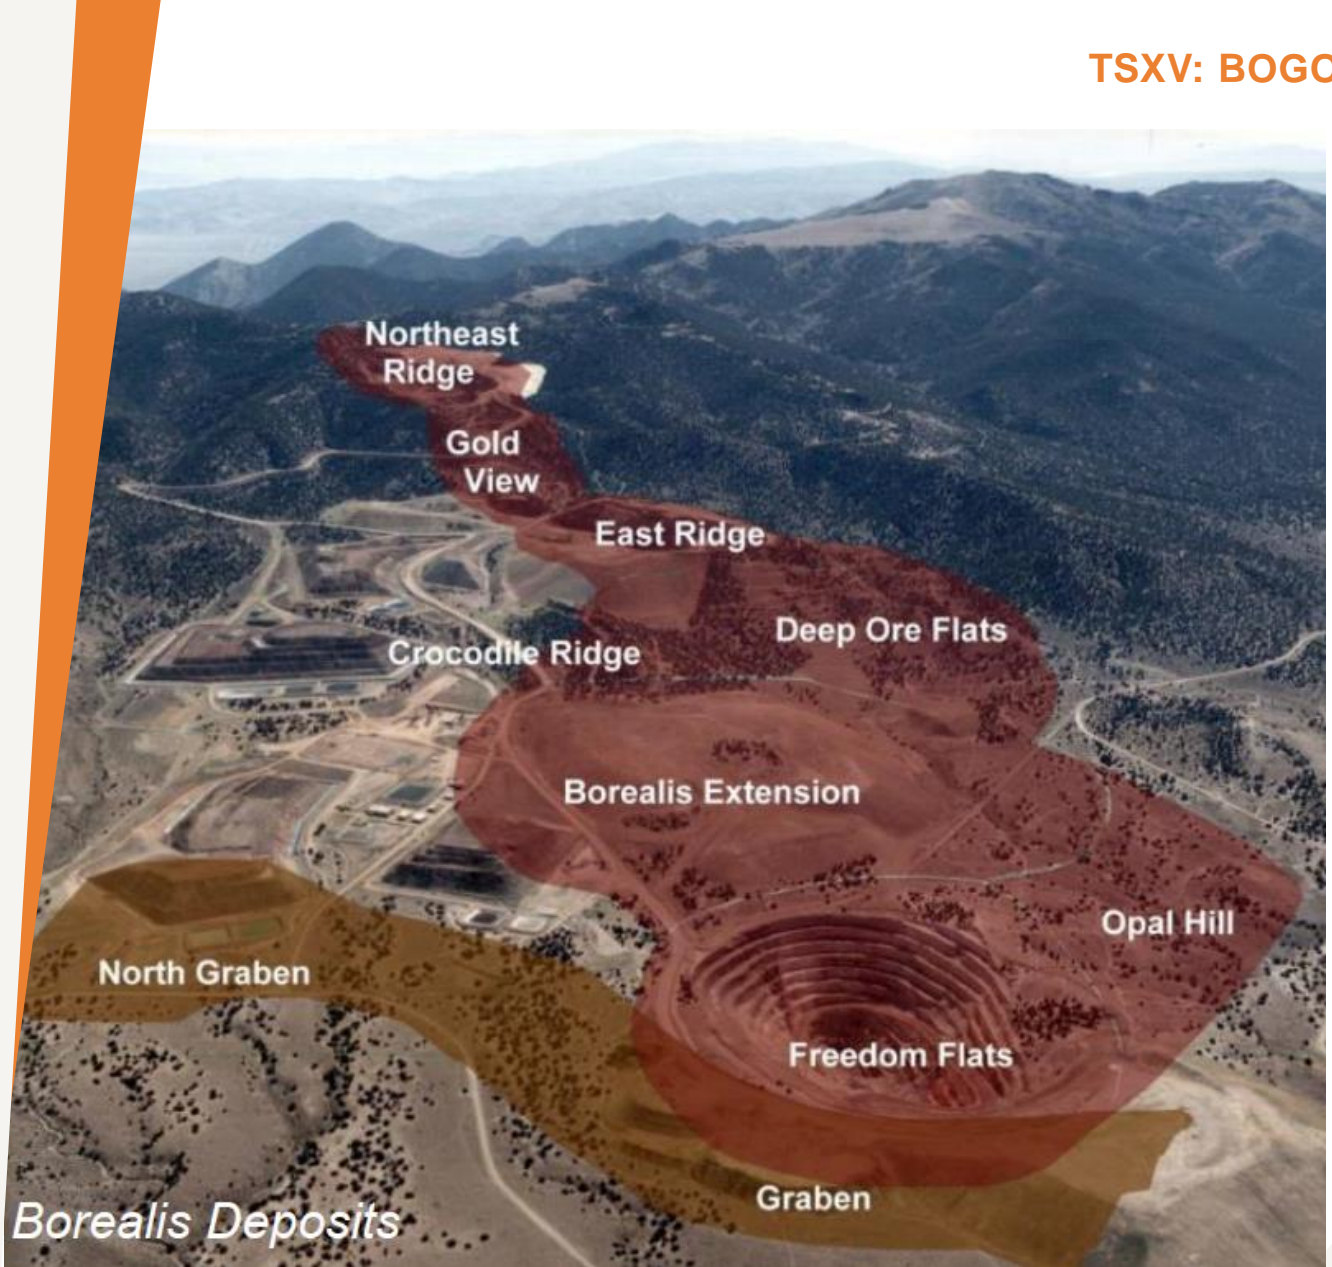 TSXV: BOGO
Northeast
Ridge
Gold
View
East Ridge
Deep Ore Flats
Crocodile Ridge
Borealis Extension
Opal Hill
North Graben
Freedom Flats
Graben
Borealis Deposits